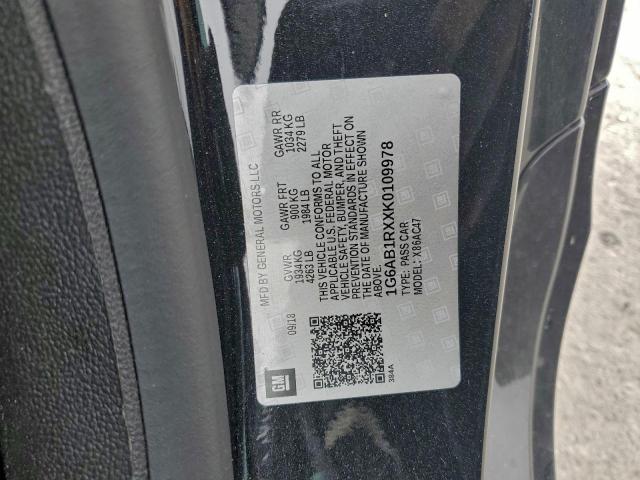 GM
09/18
MFD BY GENERAL MOTORS LLC
GVWR GAWR FRT GAWR RR
1934 KG 900 KG 1034 KG
4263 LB 1984 LB 2279 LB
THIS VEHICLE CONFORMS TO ALL
APPLICABLE U.S. FEDERAL MOTOR
VEHICLE SAFETY, BUMPER, AND THEFT
PREVENTION STANDARDS IN EFFECT ON
THE DATE OF MANUFACTURE SHOWN
ABOVE.
1G6AB1RXXK0109978
TYPE: PASS CAR
MODEL: X86AC47
384A